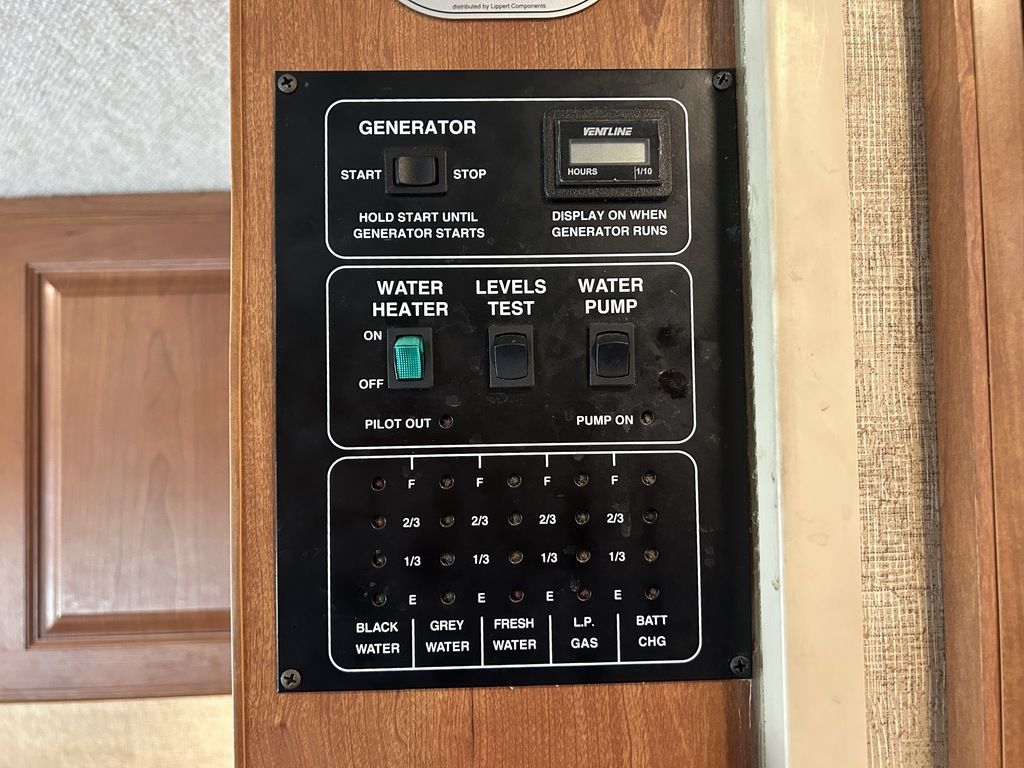 distributed by Lippert Components
GENERATOR
START STOP
HOLD START UNTIL
GENERATOR STARTS
VENTLINE
HOURS 1/10
DISPLAY ON WHEN
GENERATOR RUNS
WATER
HEATER
ON
OFF
PILOT OUT
LEVELS
TEST
WATER
PUMP
PUMP ON
F F F F
2/3 2/3 2/3 2/3
1/3 1/3 1/3 1/3
E E E E
BLACK
WATER
GREY
WATER
FRESH
WATER
L.P.
GAS
BATT
CHG